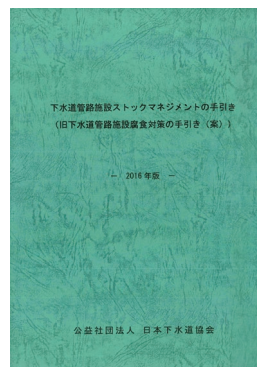 下水道管路施設ストックマネジメントの手引き
(旧下水道管路施設腐食対策の手引き〈案〉)
－ 2016年版 －
公益社団法人 日本下水道協会